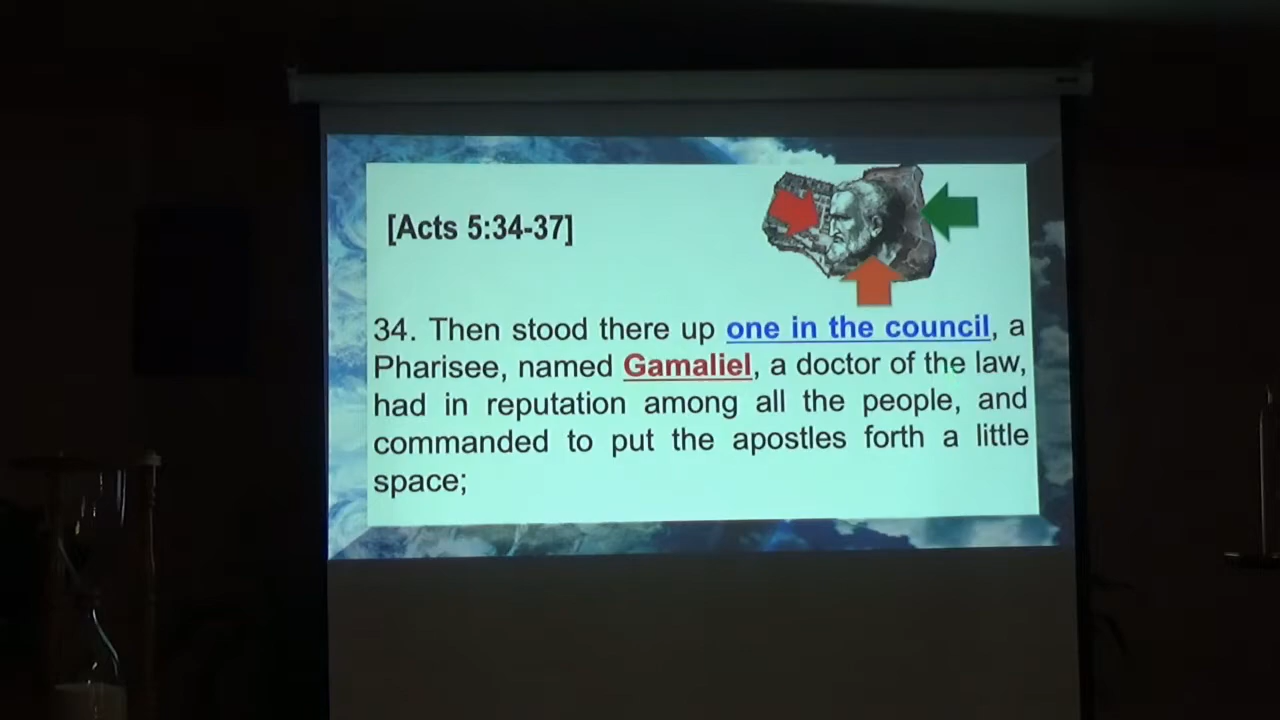 [Acts 5:34-37]
34. Then stood there up one in the council, a
Pharisee, named Gamaliel, a doctor of the law,
had in reputation among all the people, and
commanded to put the apostles forth a little
space;